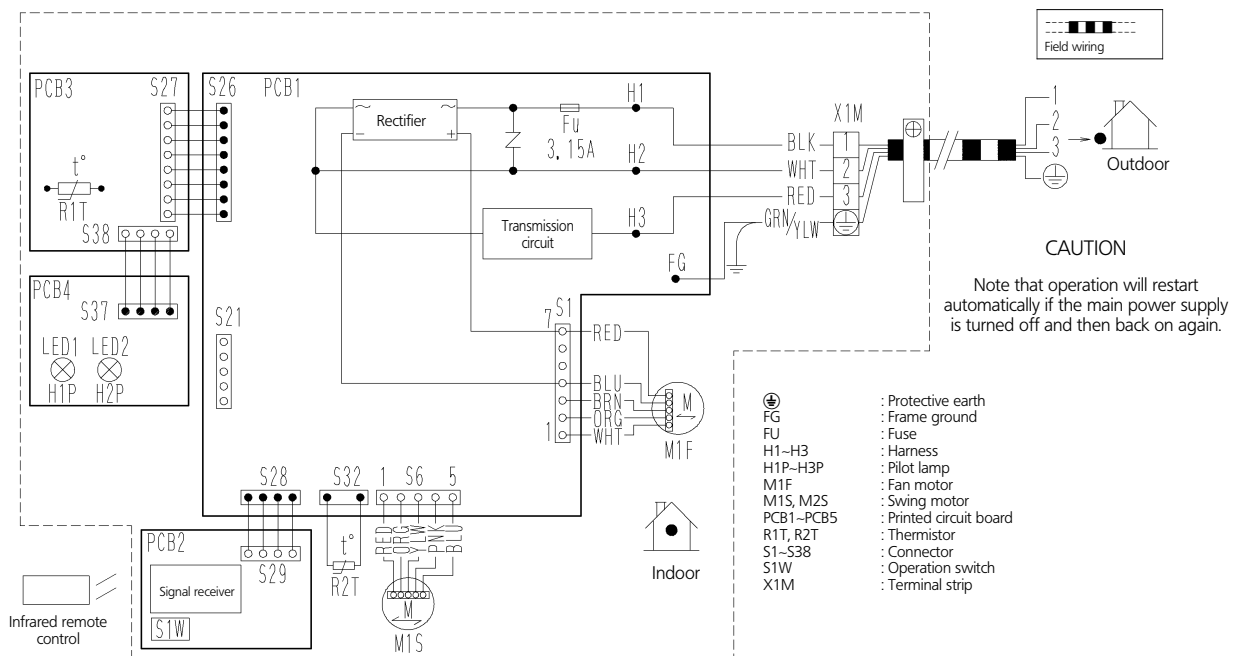 Field wiring
PCB3
S27
S26
PCB1
H1
Rectifier
~
~
−
+
Fu
3.15A
X1M
1
2
3
Outdoor
BLK
1
H2
WHT
2
RED
3
t°
R1T
S38
Transmission
circuit
H3
GRN/YLW
FG
CAUTION
Note that operation will restart
automatically if the main power supply
is turned off and then back on again.
PCB4
S37
LED1 LED2
H1P H2P
S21
S1
7
RED
BLU
BRN
ORG
WHT
1
M
M1F
: Protective earth
FG : Frame ground
FU : Fuse
H1~H3 : Harness
H1P~H3P : Pilot lamp
M1F : Fan motor
M1S, M2S : Swing motor
PCB1~PCB5 : Printed circuit board
R1T, R2T : Thermistor
S1~S38 : Connector
S1W : Operation switch
X1M : Terminal strip
S28
S32
1 S6 5
RED
ORG
YLW
PNK
BLU
PCB2
S29
t°
R2T
Signal receiver
S1W
M
M1S
Indoor
Infrared remote
control